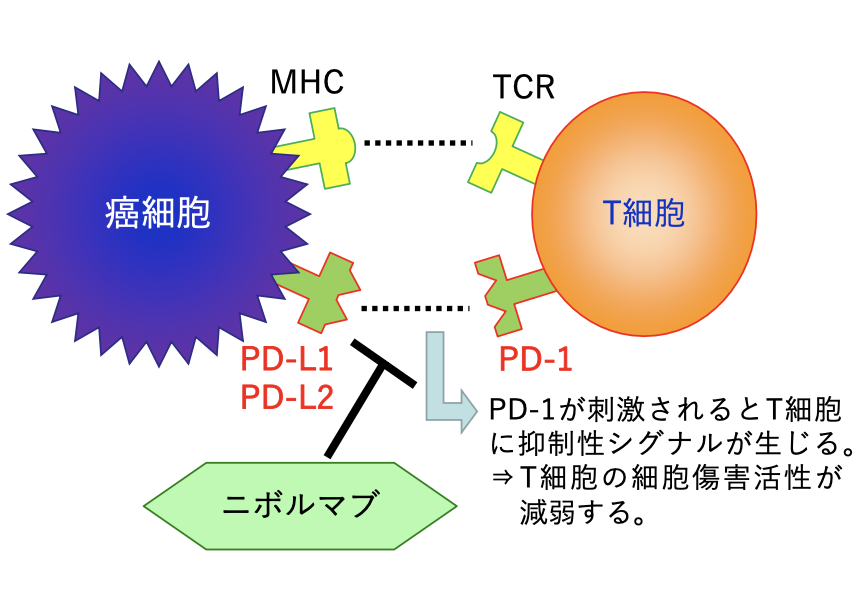 MHC
TCR
癌細胞
T細胞
PD-L1
PD-L2
PD-1
PD-1が刺激されるとT細胞
に抑制性シグナルが生じる。
⇒T細胞の細胞傷害活性が
減弱する。
ニボルマブ